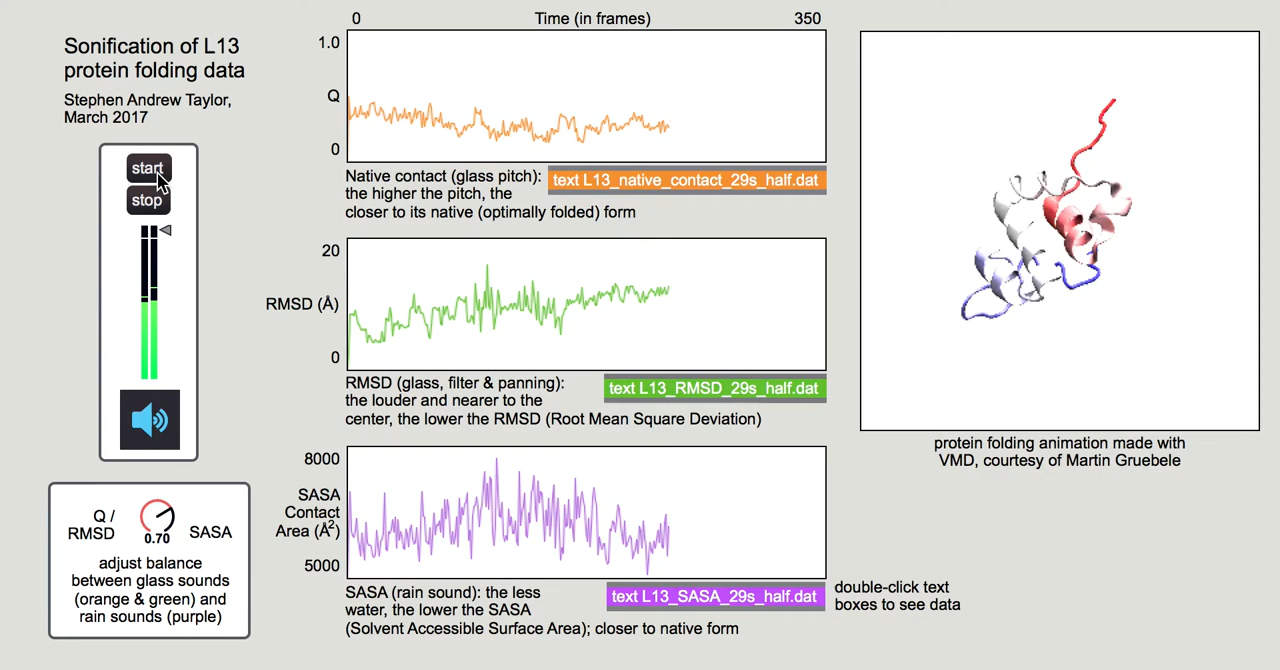 Sonification of L13
protein folding data
Stephen Andrew Taylor,
March 2017
start
stop
Q /
RMSD
0.70
SASA
adjust balance
between glass sounds
(orange & green) and
rain sounds (purple)
0
Time (in frames)
350
1.0
Q
0
Native contact (glass pitch):
the higher the pitch, the
closer to its native (optimally folded) form
text L13_native_contact_29s_half.dat
20
RMSD (Å)
0
RMSD (glass, filter & panning):
the louder and nearer to the
center, the lower the RMSD (Root Mean Square Deviation)
text L13_RMSD_29s_half.dat
8000
SASA
Contact
Area (Å²)
5000
SASA (rain sound): the less
water, the lower the SASA
(Solvent Accessible Surface Area); closer to native form
text L13_SASA_29s_half.dat
double-click text
boxes to see data
protein folding animation made with
VMD, courtesy of Martin Gruebele